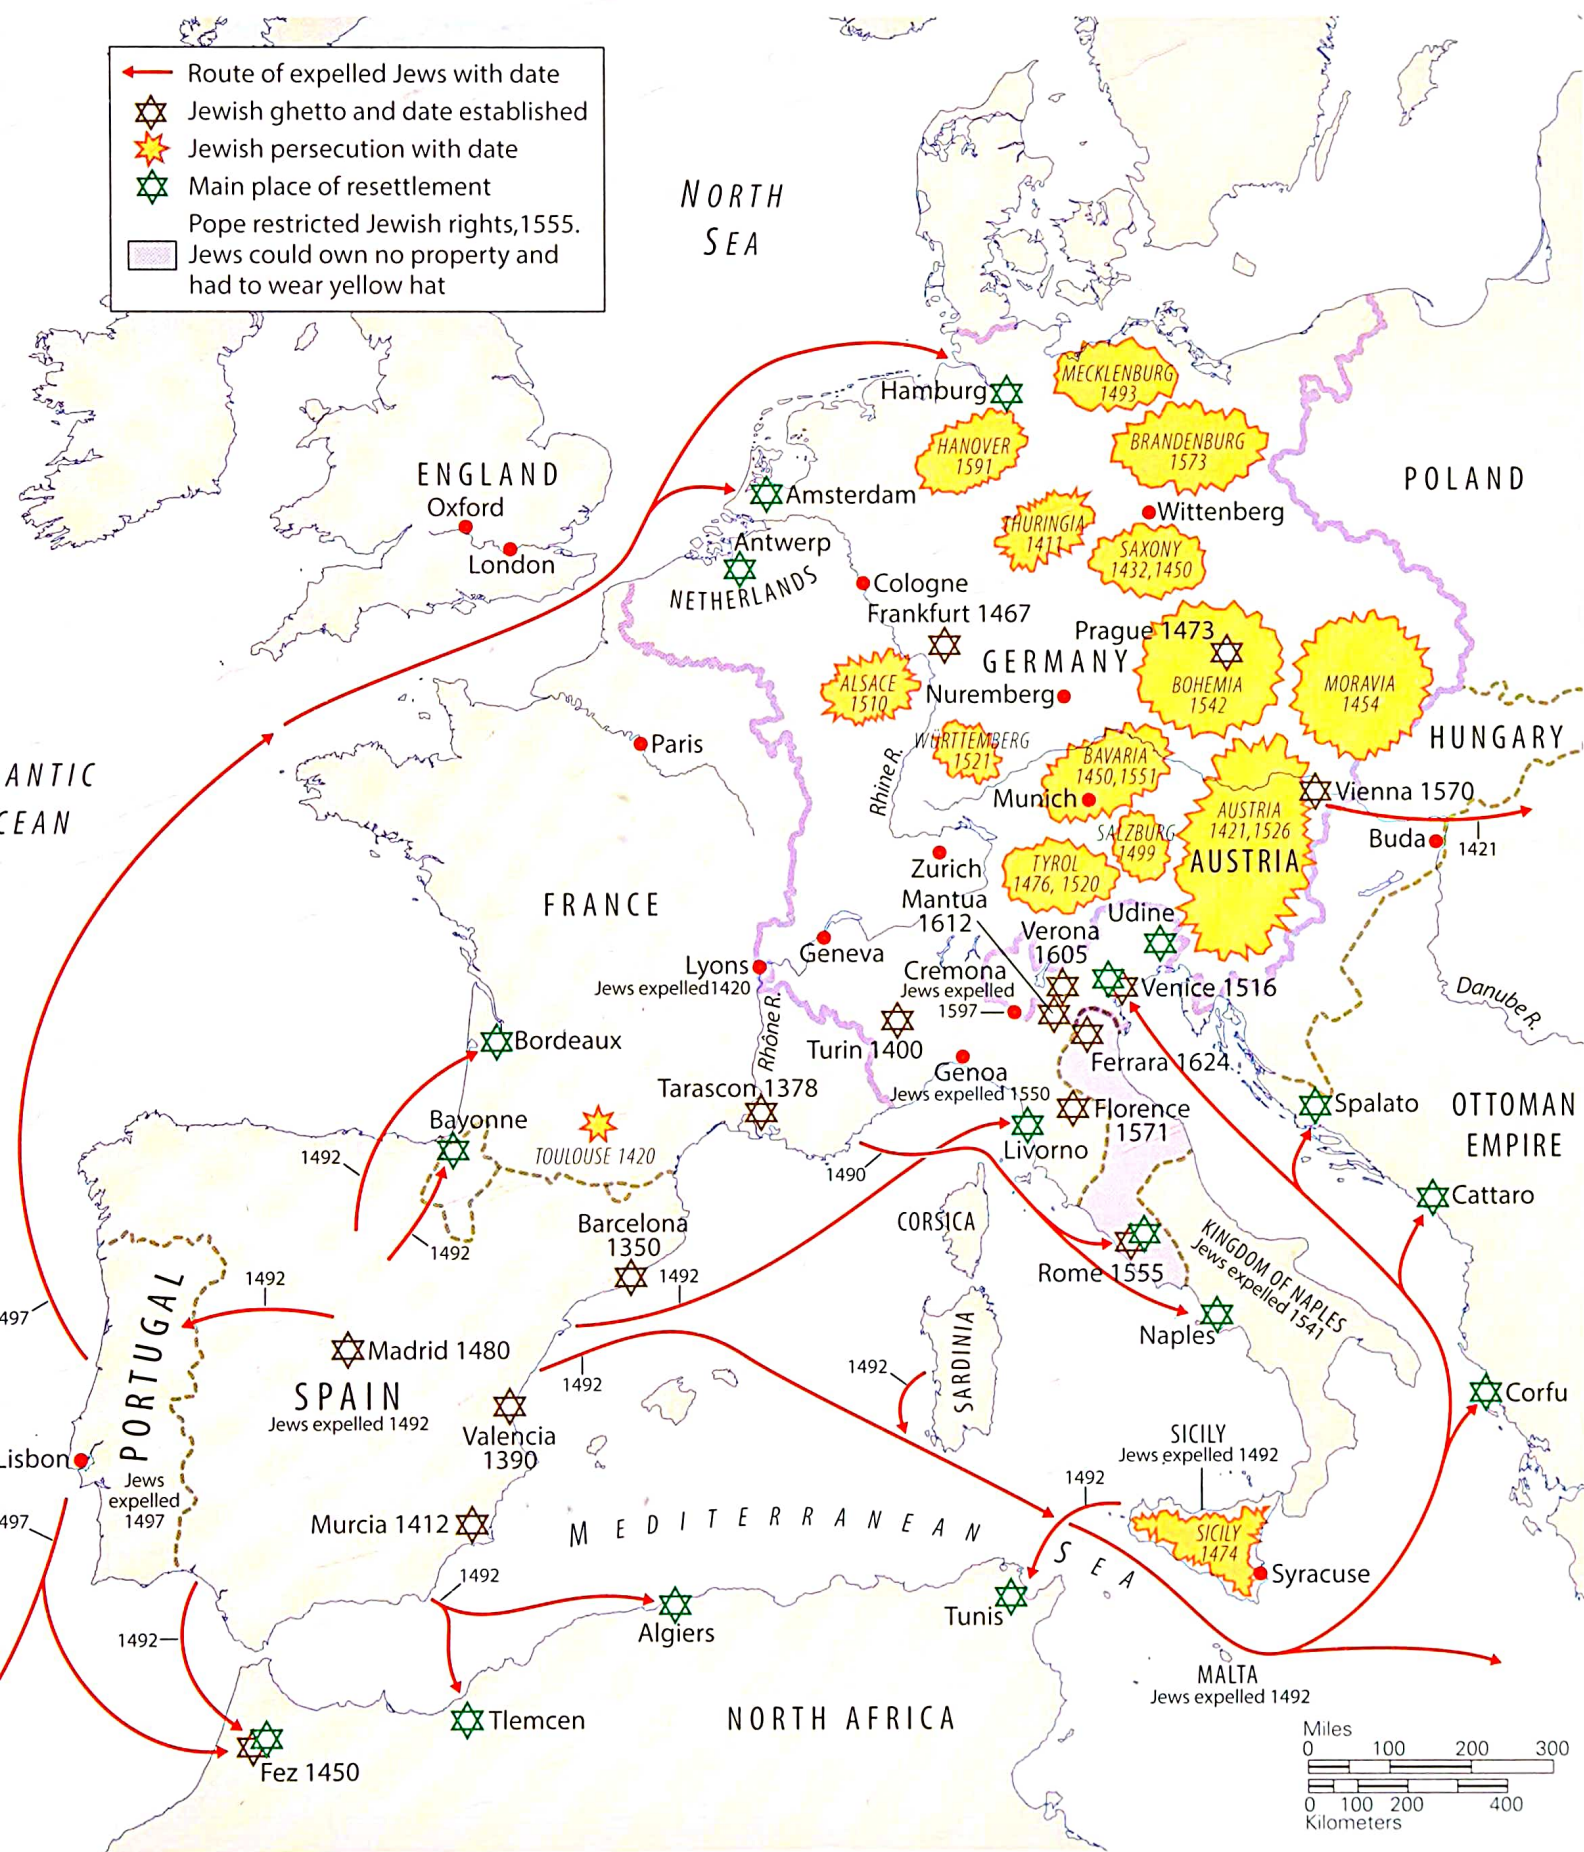 Route of expelled Jews with date
Jewish ghetto and date established
Jewish persecution with date
Main place of resettlement
Pope restricted Jewish rights,1555.
Jews could own no property and
had to wear yellow hat
NORTH
SEA
ENGLAND
Oxford
London
Hamburg
MECKLENBURG
1493
HANOVER
1591
BRANDENBURG
1573
POLAND
Amsterdam
THURINGIA
1411
Wittenberg
SAXONY
1432,1450
Antwerp
NETHERLANDS
Cologne
Frankfurt 1467
Prague 1473
GERMANY
BOHEMIA
1542
MORAVIA
1454
ALSACE
1510
Nuremberg
HUNGARY
WÜRTTEMBERG
1521
BAVARIA
1450,1551
Paris
ANTIC
CEAN
Rhine R.
Munich
Vienna 1570
AUSTRIA
1421,1526
AUSTRIA
SALZBURG
1499
Buda
1421
Zurich
TYROL
1476, 1520
FRANCE
Mantua
1612
Udine
Verona
1605
Geneva
Lyons
Jews expelled1420
Cremona
Jews expelled
1597
Venice 1516
Danube R.
Rhône R.
Turin 1400
Bordeaux
Genoa
Jews expelled 1550
Ferrara 1624
Tarascon 1378
Florence
1571
Spalato
OTTOMAN
EMPIRE
Bayonne
1492
TOULOUSE 1420
Livorno
1490
Cattaro
Barcelona
1350
1492
CORSICA
KINGDOM OF NAPLES
Jews expelled 1541
Rome 1555
1492
1492
497
PORTUGAL
Naples
Madrid 1480
SPAIN
Jews expelled 1492
1492
1492
SARDINIA
Corfu
Valencia
1390
SICILY
Jews expelled 1492
Lisbon
Jews
expelled
1497
1492
497
Murcia 1412
MEDITERRANEAN
SEA
SICILY
1474
Syracuse
1492
Algiers
Tunis
1492
MALTA
Jews expelled 1492
Tlemcen
NORTH AFRICA
Fez 1450
Miles
0 100 200 300
0 100 200 400
Kilometers